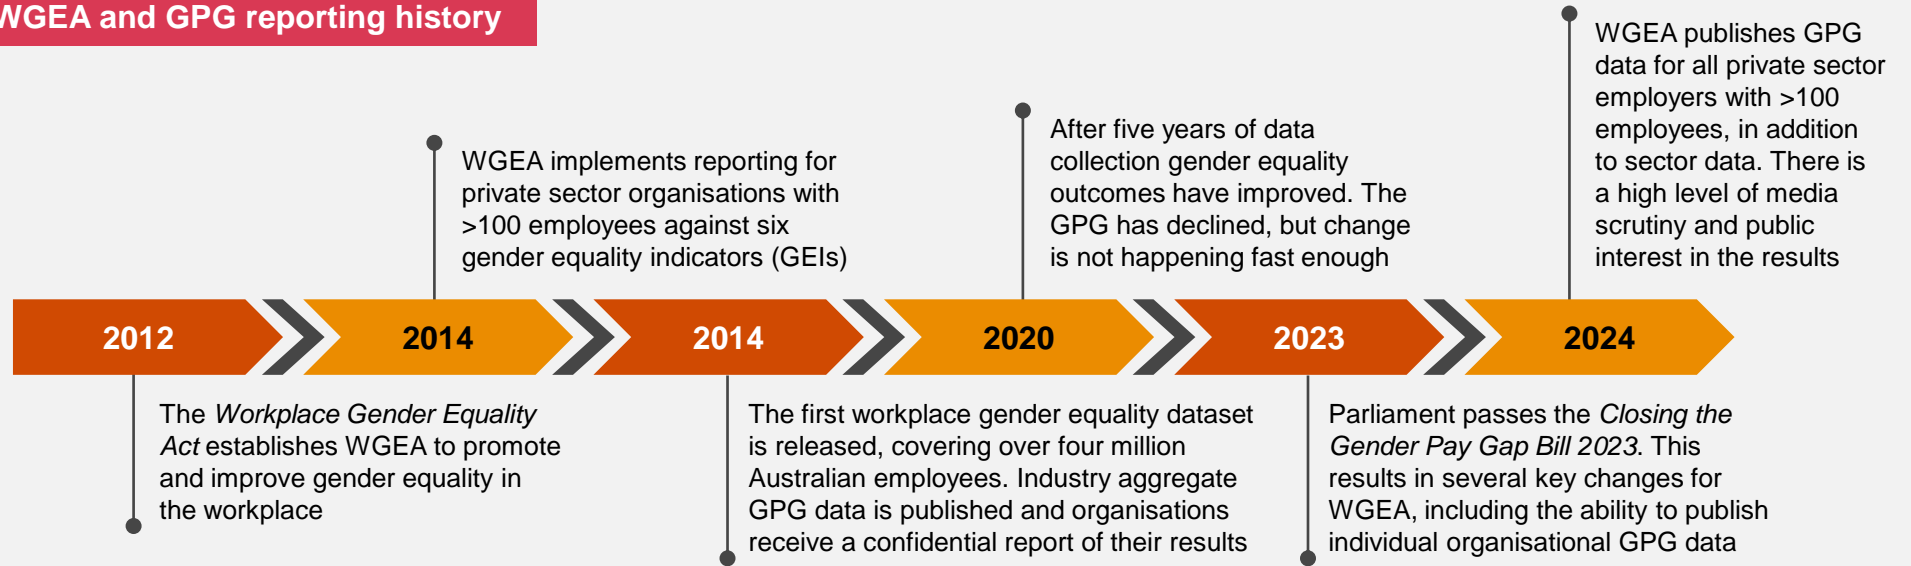 WGEA and GPG reporting history
2012
The Workplace Gender Equality
Act establishes WGEA to promote
and improve gender equality in
the workplace
2014
WGEA implements reporting for
private sector organisations with
>100 employees against six
gender equality indicators (GEIs)
2014
The first workplace gender equality dataset
is released, covering over four million
Australian employees. Industry aggregate
GPG data is published and organisations
receive a confidential report of their results
2020
After five years of data
collection gender equality
outcomes have improved. The
GPG has declined, but change
is not happening fast enough
2023
Parliament passes the Closing the
Gender Pay Gap Bill 2023. This
results in several key changes for
WGEA, including the ability to publish
individual organisational GPG data
2024
WGEA publishes GPG
data for all private sector
employers with >100
employees, in addition
to sector data. There is
a high level of media
scrutiny and public
interest in the results